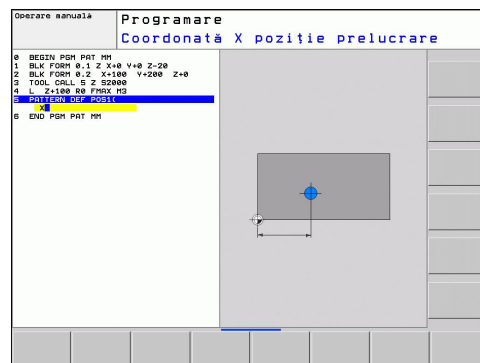 Operare manuală
Programare
Coordonată X poziție prelucrare
0 BEGIN PGM PAT MM
1 BLK FORM 0.1 Z X+0 Y+0 Z-20
2 BLK FORM 0.2 X+100 Y+200 Z+0
3 TOOL CALL 5 Z S2000
4 L Z+100 R0 FMAX M3
5 PATTERN DEF POS1(
X
6 END PGM PAT MM